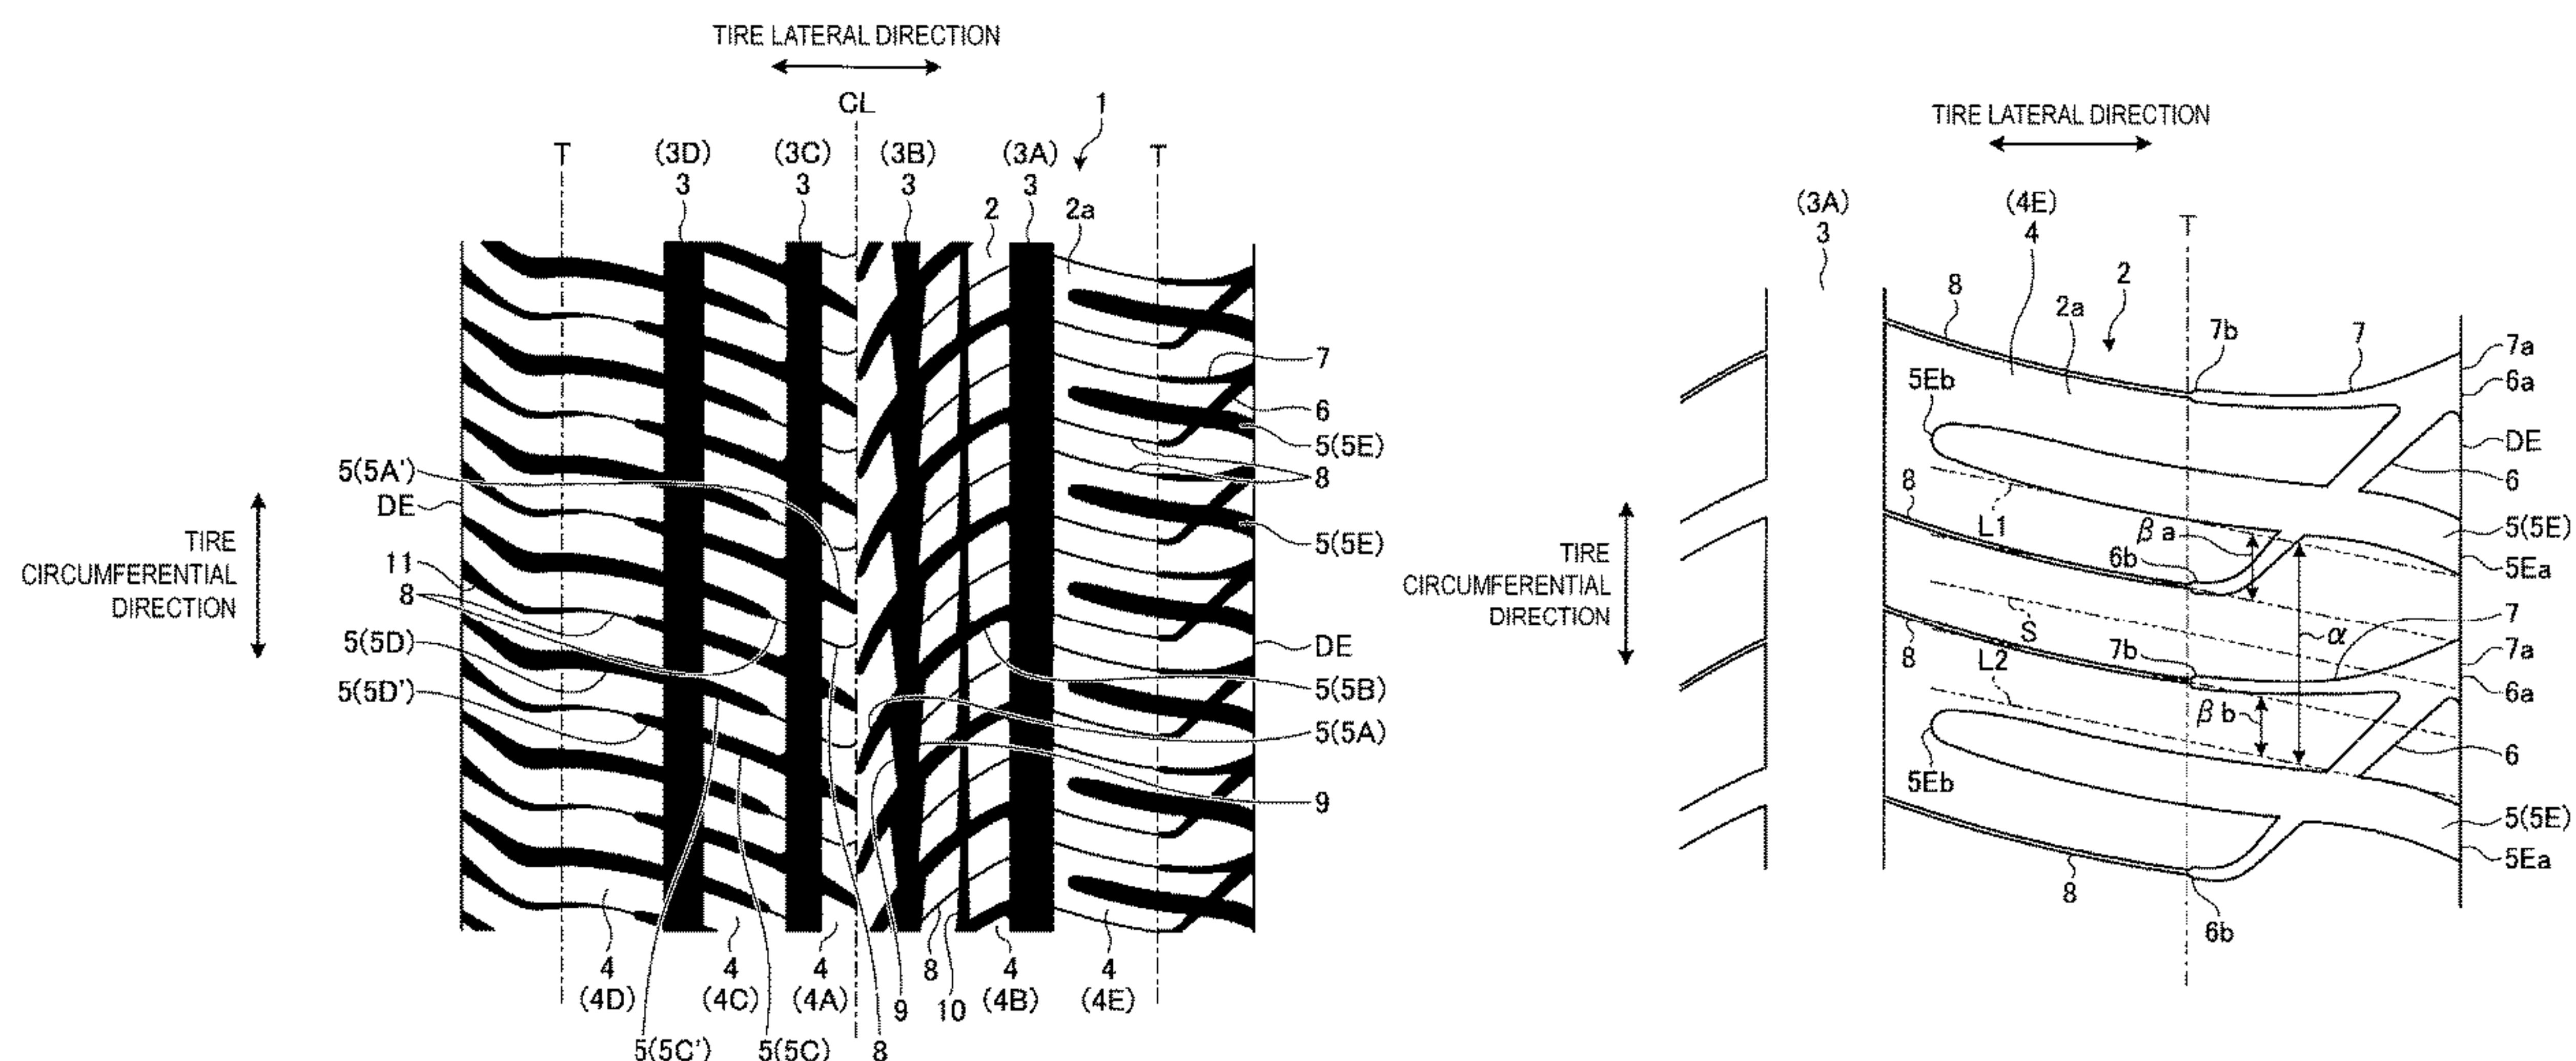 TIRE LATERAL DIRECTION
CL
1
T
(3D)
(3C)
(3B)
(3A)
T
3
3
3
3
2
2a
7
6
5(5E)
8
5(5E)
5(5A')
DE
TIRE
CIRCUMFERENTIAL
DIRECTION
11
8
5(5D)
5(5D')
DE
5(5B)
5(5A)
9
4
4
4
8
4
4
(4D)
(4C)
(4A)
9
10
(4B)
(4E)
5(5C')
5(5C)
8
TIRE LATERAL DIRECTION
(3A)
3
(4E)
4
T
2
8
2a
7b
7
7a
6a
5Eb
DE
6
8
L1
βa
6b
5(5E)
5Ea
TIRE
CIRCUMFERENTIAL
DIRECTION
S
7
α
8
L2
7b
7a
6a
βb
6
5Eb
5(5E)
5Ea
8
6b